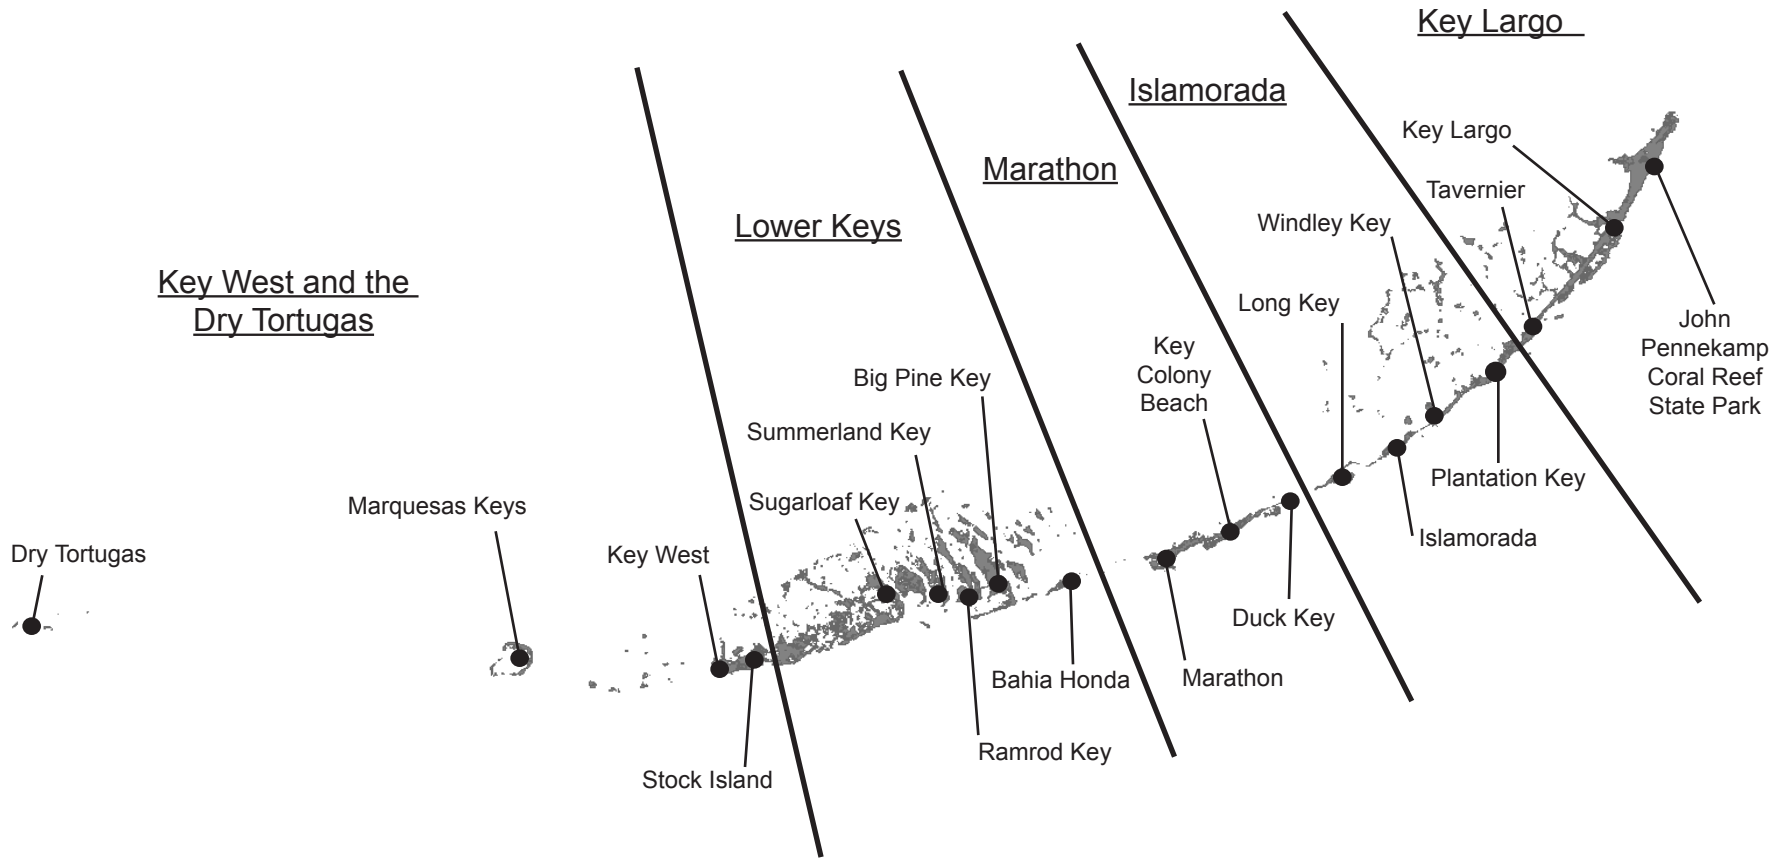 Key Largo
Islamorada
Marathon
Lower Keys
Key West and the
Dry Tortugas
Key Largo
Tavernier
Windley Key
Long Key
Key
Colony
Beach
Big Pine Key
Summerland Key
Sugarloaf Key
Marquesas Keys
Key West
Dry Tortugas
John
Pennekamp
Coral Reef
State Park
Plantation Key
Islamorada
Duck Key
Marathon
Bahia Honda
Ramrod Key
Stock Island